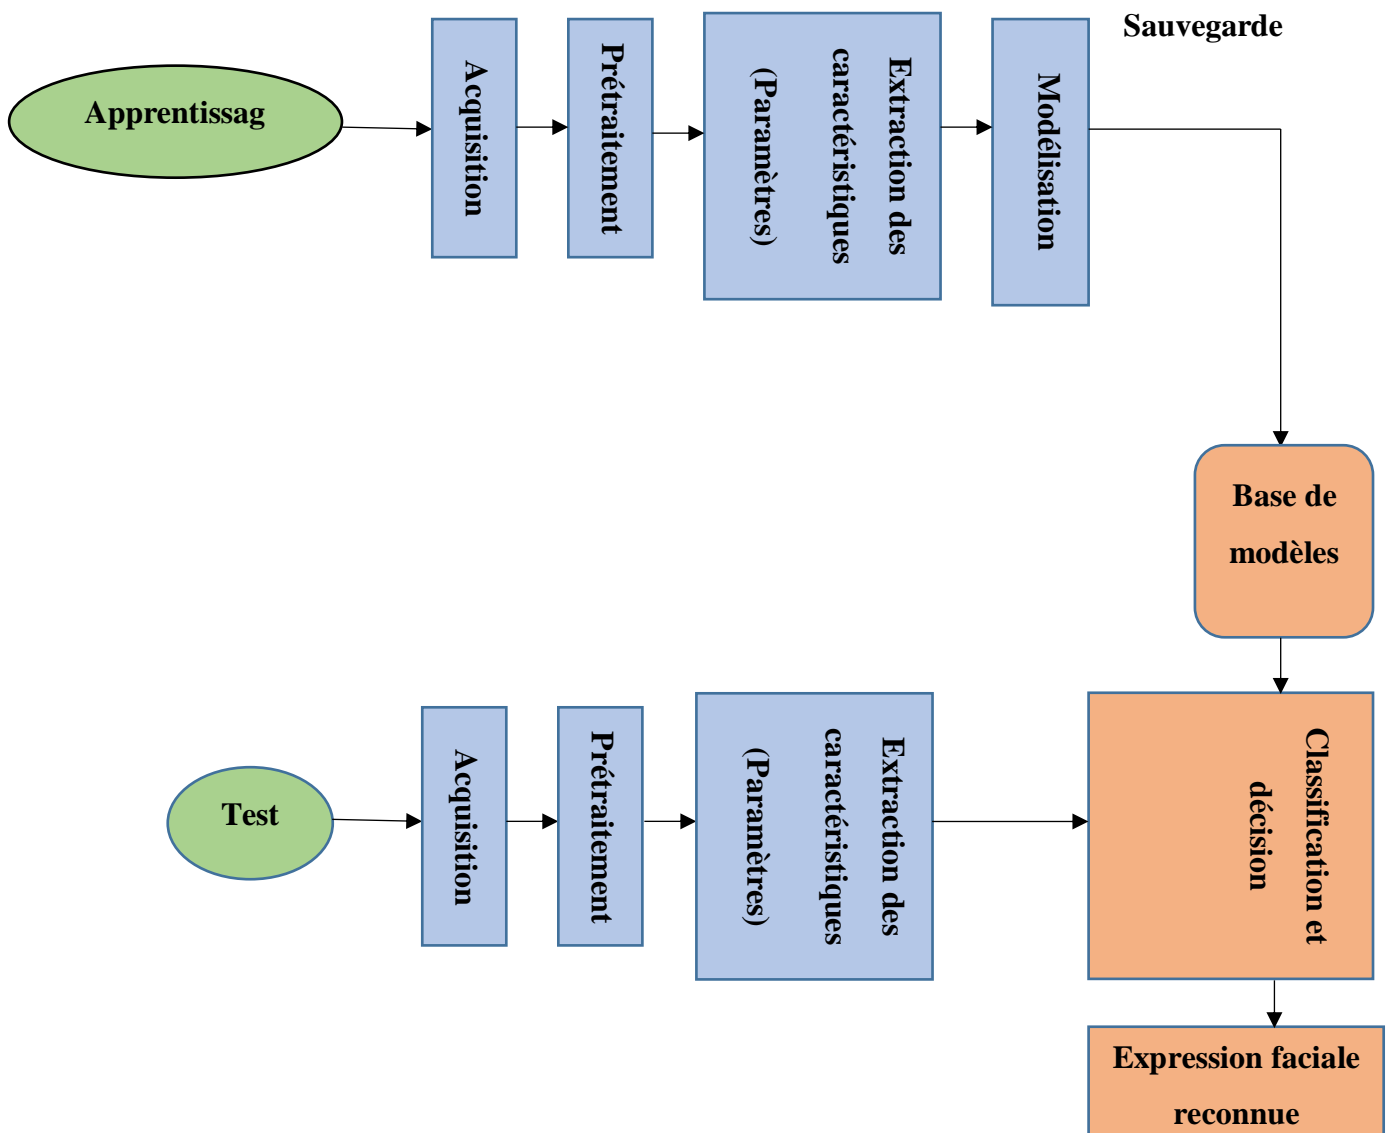 Sauvegarde
Apprentissag
Acquisition
Prétraitement
Extraction des
caractéristiques
(Paramètres)
Modélisation
Base de
modèles
Test
Acquisition
Prétraitement
Extraction des
caractéristiques
(Paramètres)
Classification et
décision
Expression faciale
reconnue